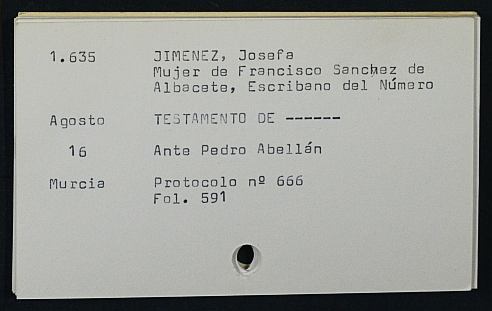 1.635 JIMENEZ, Josefa
Mujer de Francisco Sanchez de
Albacete, Escribano del Número
Agosto TESTAMENTO DE ------
16 Ante Pedro Abellán
Murcia Protocolo nº 666
Fol. 591